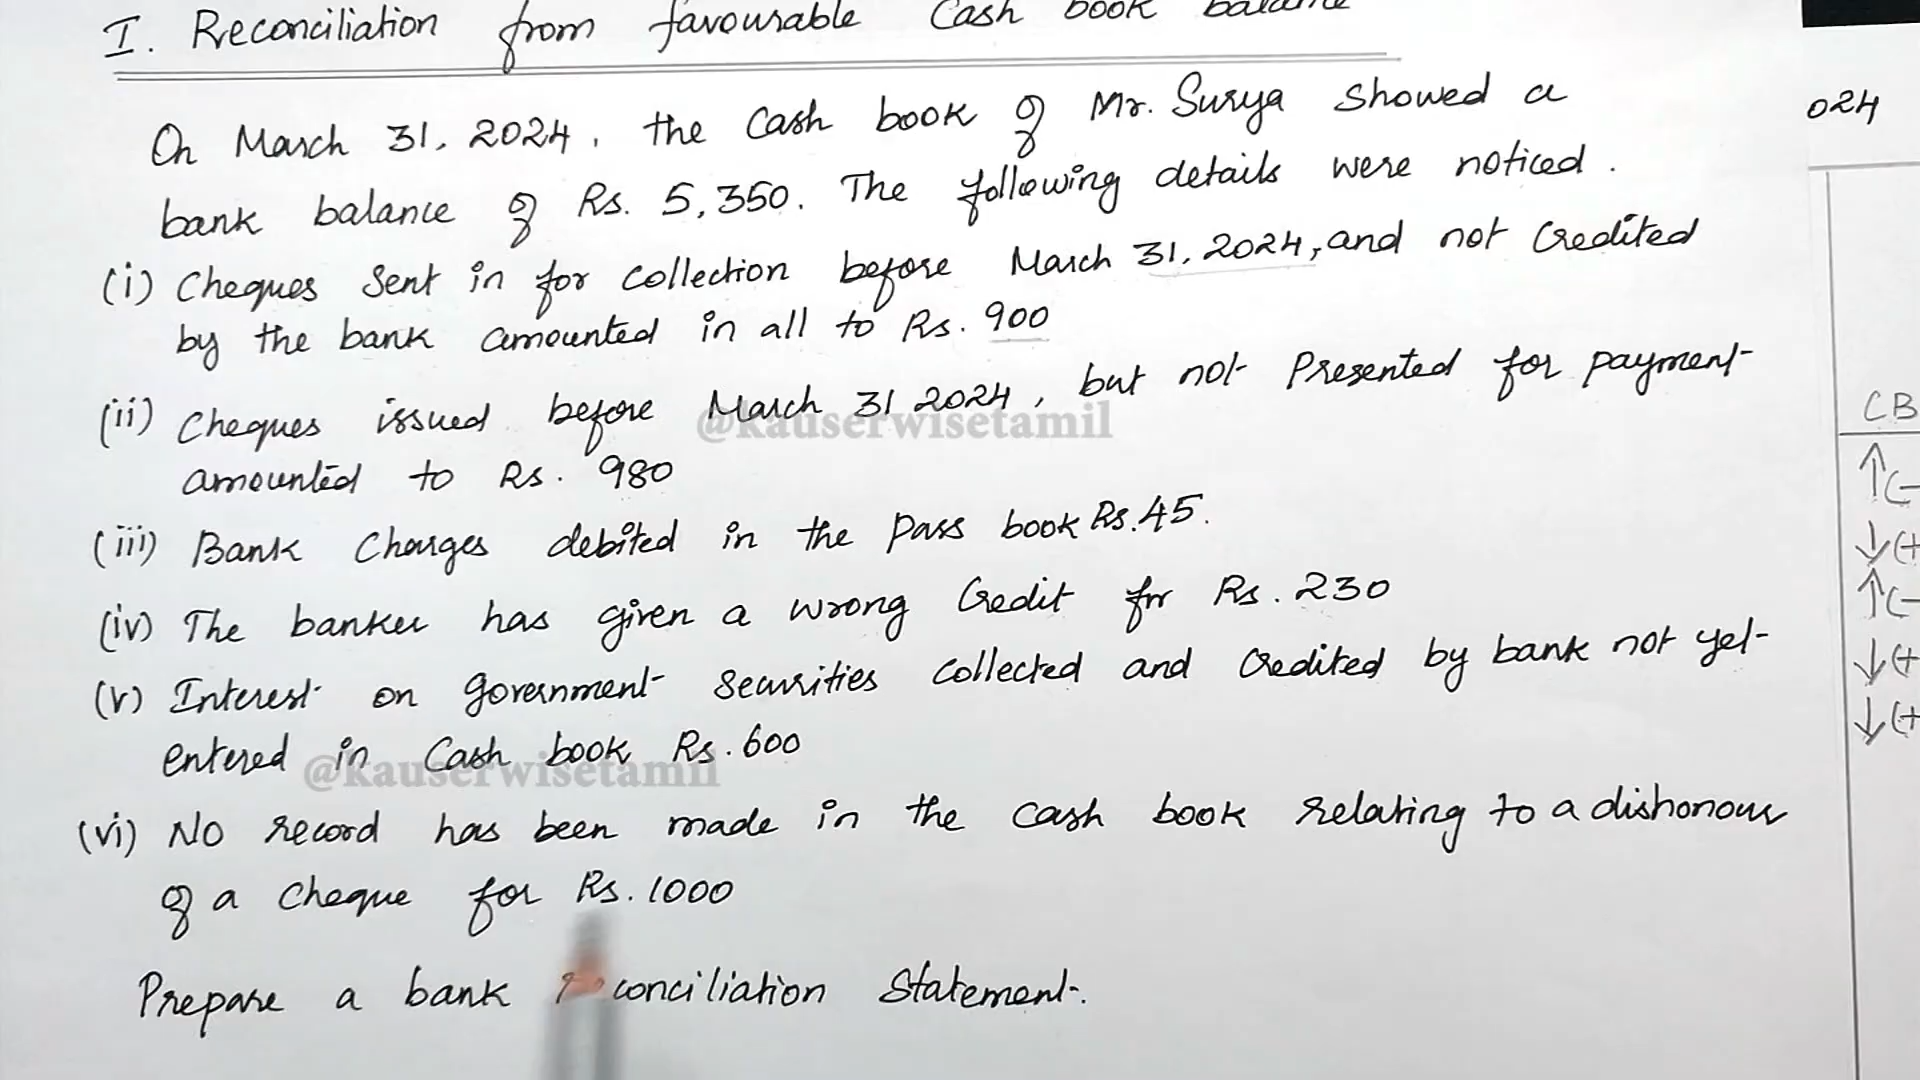 I. Reconciliation from favourable Cash book balance
On March 31, 2024, the Cash book of Mr. Surya showed a
bank balance of Rs. 5,350. The following details were noticed.
(i) Cheques sent in for collection before March 31, 2024, and not credited
by the bank amounted in all to Rs. 900
(ii) Cheques issued before March 31 2024, but not presented for payment
amounted to Rs. 980
(iii) Bank Charges debited in the pass book Rs.45.
(iv) The banker has given a wrong Credit for Rs. 230
(v) Interest on government securities collected and credited by bank not yet
entered in Cash book Rs. 600
(vi) No record has been made in the cash book relating to a dishonour
of a cheque for Rs. 1000
Prepare a bank reconciliation statement.
@kauserwisetamil
@kauserwisetamil
024
CB
↑(-
↓(+
↑(-
↓(+
↓(+